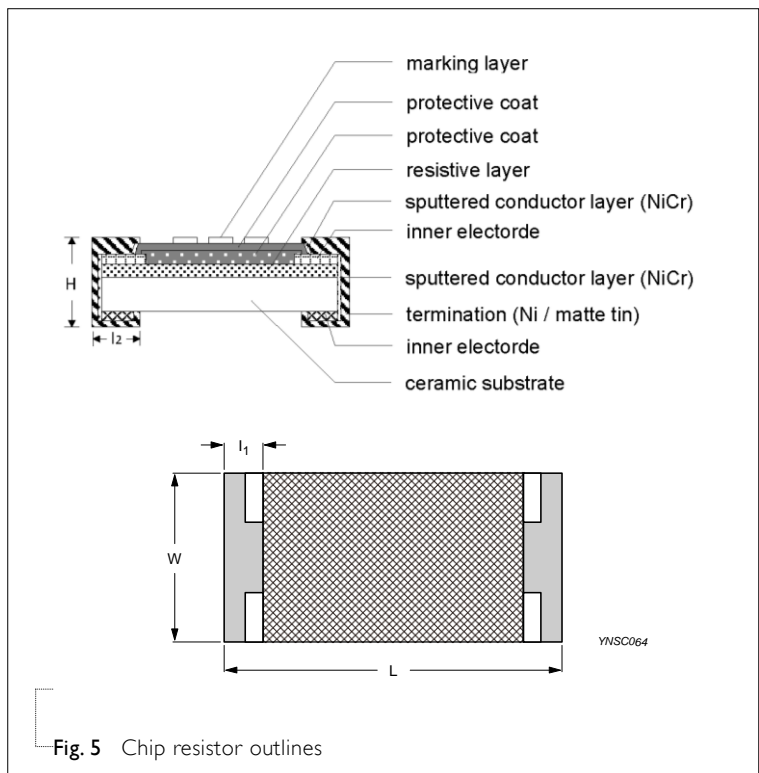 marking layer
protective coat
protective coat
resistive layer
sputtered conductor layer (NiCr)
inner electorde
sputtered conductor layer (NiCr)
termination (Ni / matte tin)
inner electorde
ceramic substrate
H
l2
l1
W
L
YNSC064
Fig. 5 Chip resistor outlines